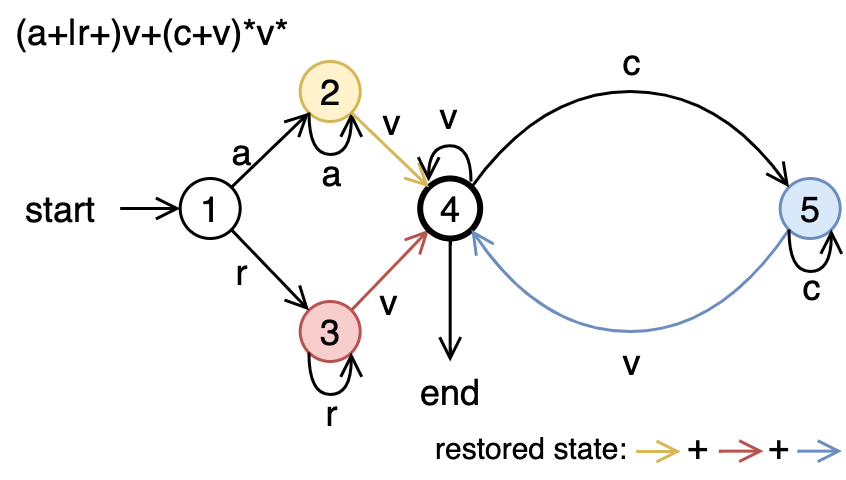 (a+|r+)v+(c+v)*v*
c
2
v
v
a
a
start
1
4
5
r
c
v
3
v
r
end
restored state: + +